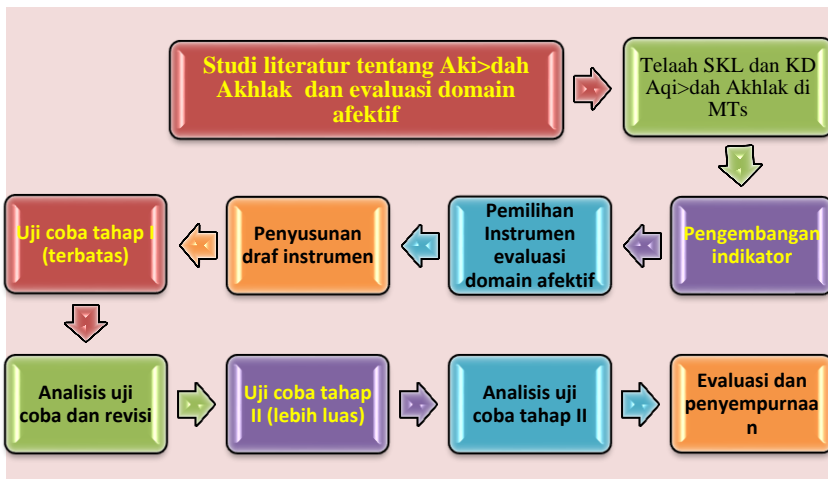 Studi literatur tentang Aki>dah
Akhlak dan evaluasi domain
afektif
Telaah SKL dan KD
Aqi>dah Akhlak di
MTs
Pengembangan
indikator
Pemilihan
Instrumen
evaluasi
domain afektif
Penyusunan
draf instrumen
Uji coba tahap I
(terbatas)
Analisis uji
coba dan revisi
Uji coba tahap
II (lebih luas)
Analisis uji
coba tahap II
Evaluasi dan
penyempurnaa
n